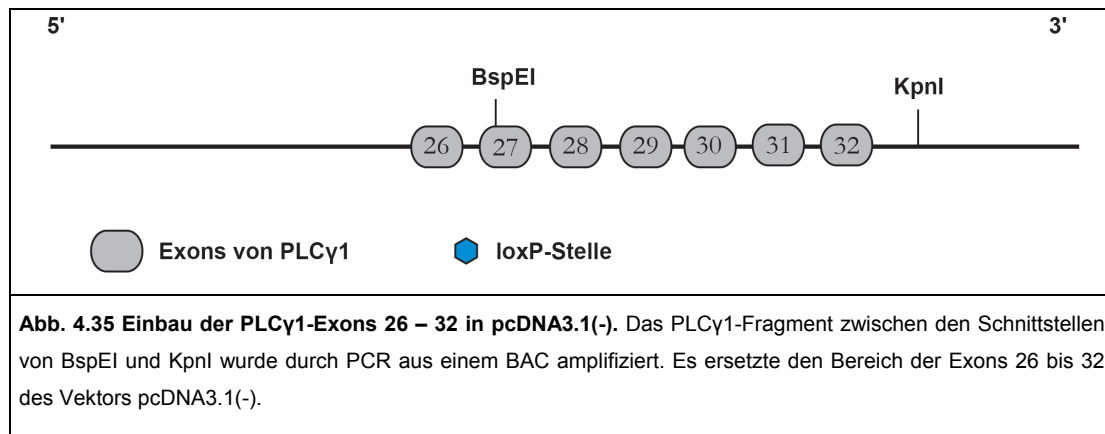 5' 3'
BspEI
KpnI
26 27 28 29 30 31 32
Exons von PLCγ1 loxP-Stelle
Abb. 4.35 Einbau der PLCγ1-Exons 26 – 32 in pcDNA3.1(-). Das PLCγ1-Fragment zwischen den Schnittstellen
von BspEI und KpnI wurde durch PCR aus einem BAC amplifiziert. Es ersetzte den Bereich der Exons 26 bis 32
des Vektors pcDNA3.1(-).